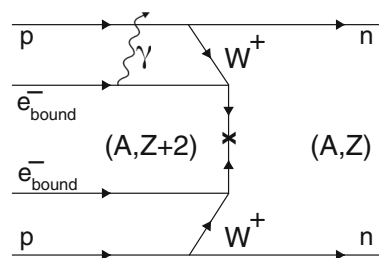 p n
γ W⁺
e⁻bound
(A,Z+2) (A,Z)
e⁻bound
W⁺
p n